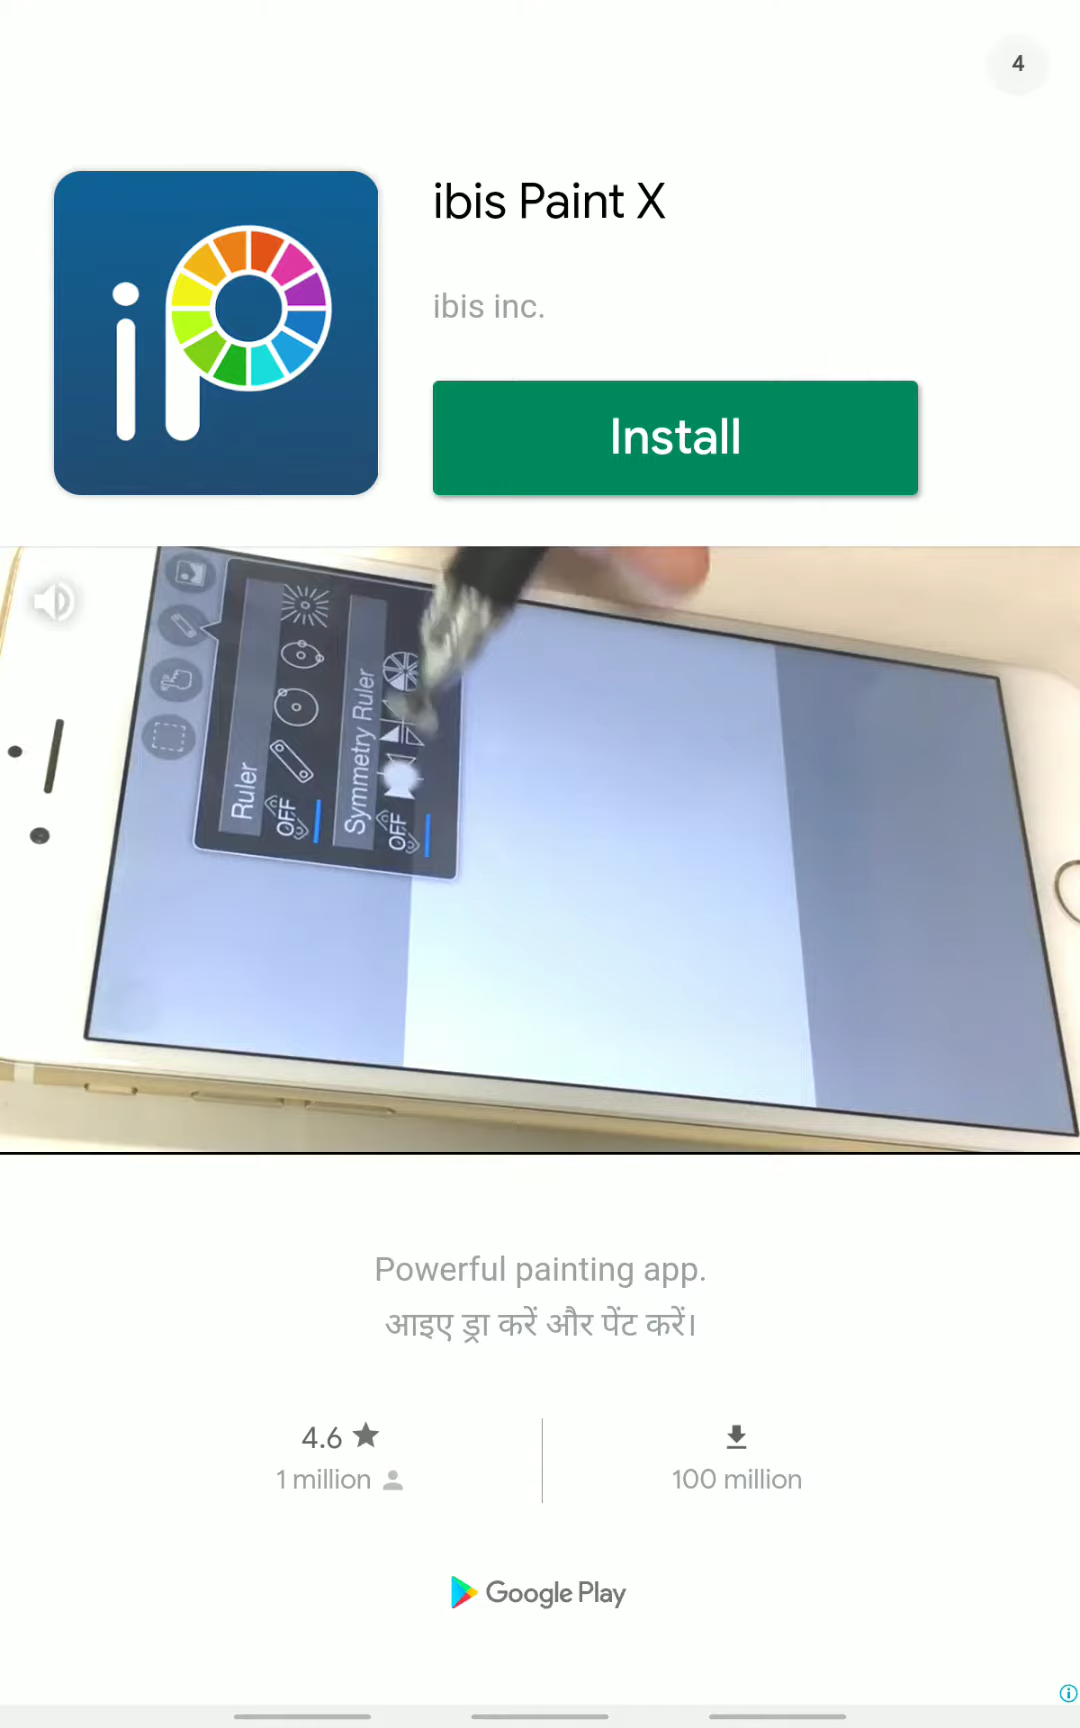 4
ibis Paint X
ibis inc.
Install
Ruler
OFF
Symmetry Ruler
OFF
Powerful painting app.
आइए ड्रा करें और पेंट करें।
4.6
1 million
100 million
Google Play